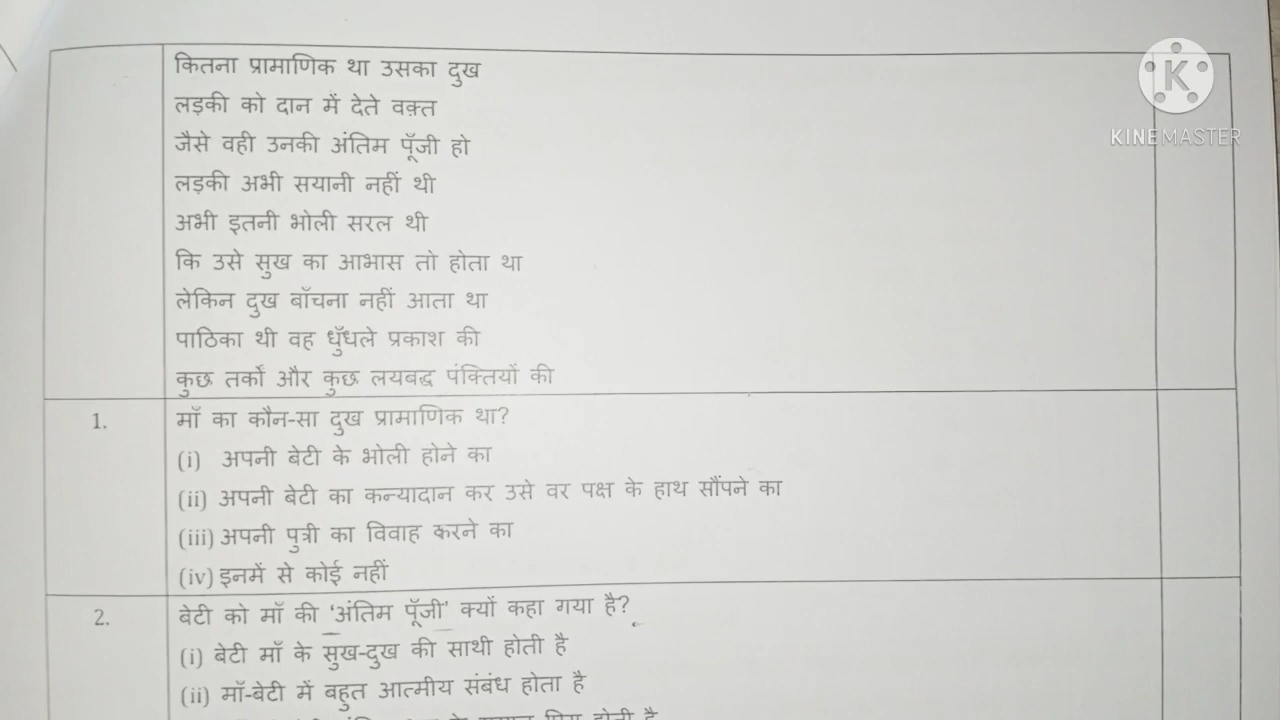 कितना प्रामाणिक था उसका दुख
लड़की को दान में देते वक़्त
जैसे वही उनकी अंतिम पूँजी हो
लड़की अभी सयानी नहीं थी
अभी इतनी भोली सरल थी
कि उसे सुख का आभास तो होता था
लेकिन दुख बाँचना नहीं आता था
पाठिका थी वह धुँधले प्रकाश की
कुछ तर्कों और कुछ लयबद्ध पंक्तियों की
1. माँ का कौन-सा दुख प्रामाणिक था?
(i) अपनी बेटी के भोली होने का
(ii) अपनी बेटी का कन्यादान कर उसे वर पक्ष के हाथ सौंपने का
(iii) अपनी पुत्री का विवाह करने का
(iv) इनमें से कोई नहीं
2. बेटी को माँ की 'अंतिम पूँजी' क्यों कहा गया है?
(i) बेटी माँ के सुख-दुख की साथी होती है
(ii) माँ-बेटी में बहुत आत्मीय संबंध होता है
K
KINEMASTER